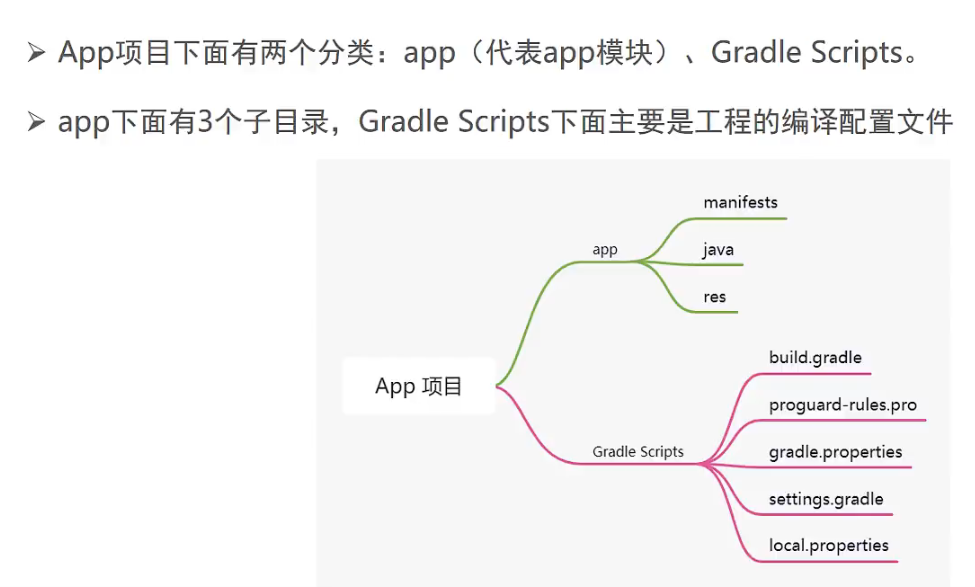 ➢ App项目下面有两个分类：app（代表app模块）、Gradle Scripts。
➢ app下面有3个子目录，Gradle Scripts下面主要是工程的编译配置文件
manifests
app
java
res
build.gradle
App 项目
proguard-rules.pro
Gradle Scripts
gradle.properties
settings.gradle
local.properties